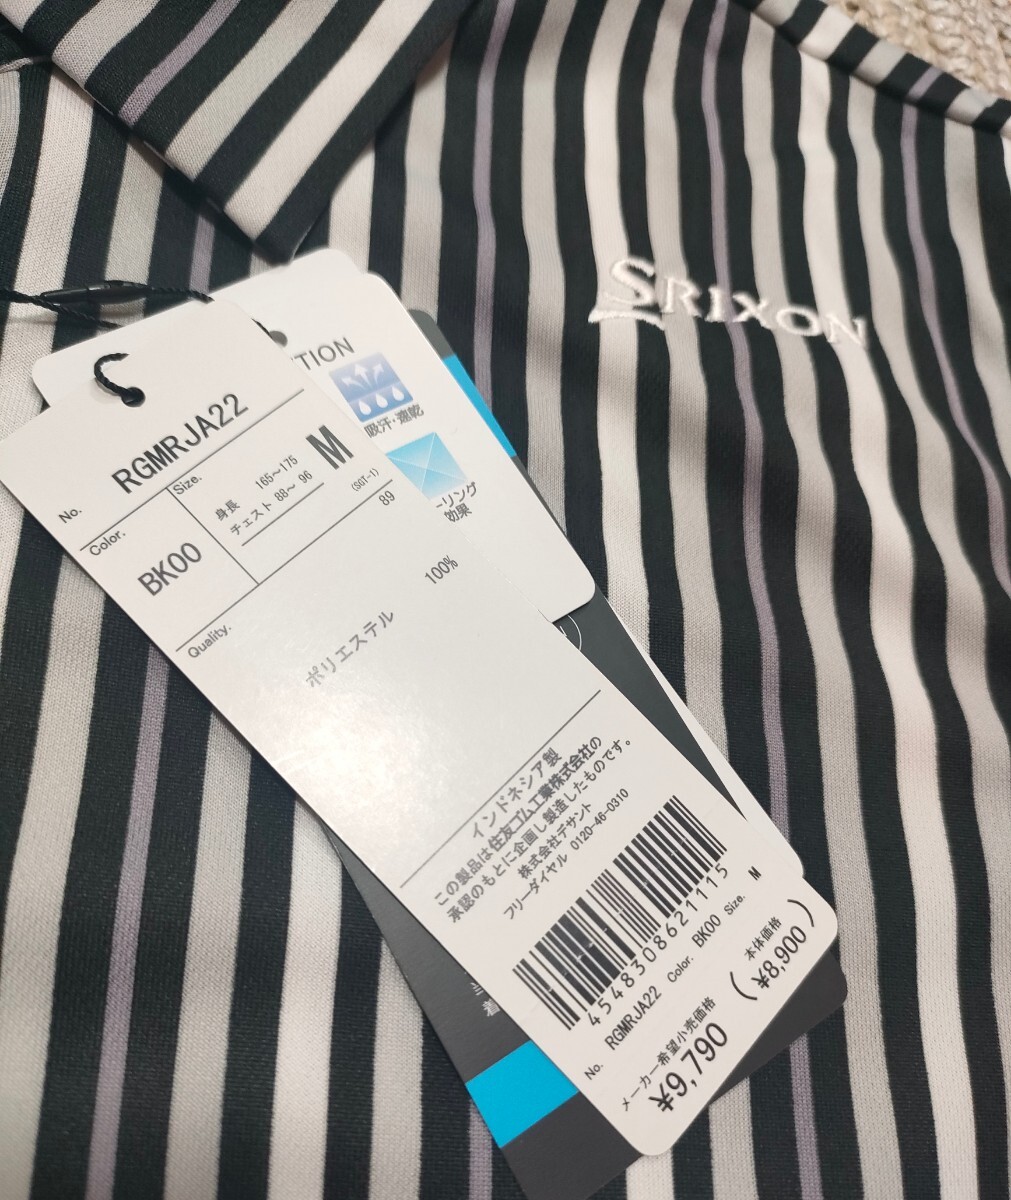 SRIXON
TION
吸汗・速乾
ーリング
効果
No. RGMRJA22
Color. BK00
Size. M
身長 165～175
チェスト 88～ 96
(SGT-1)
89
Quality.
ポリエステル 100%
インドネシア製
この製品は住友ゴム工業株式会社の
承認のもとに企画し製造したものです。
株式会社デサント
フリーダイヤル 0120-46-0310
4548308621115
No. RGMRJA22 Color. BK00 Size. M
メーカー希望小売価格 (本体価格
¥9,790 ¥8,900)
着